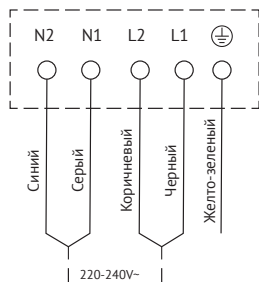 N2 N1 L2 L1
Синий
Серый
Коричневый
Черный
Желто-зеленый
220-240V~